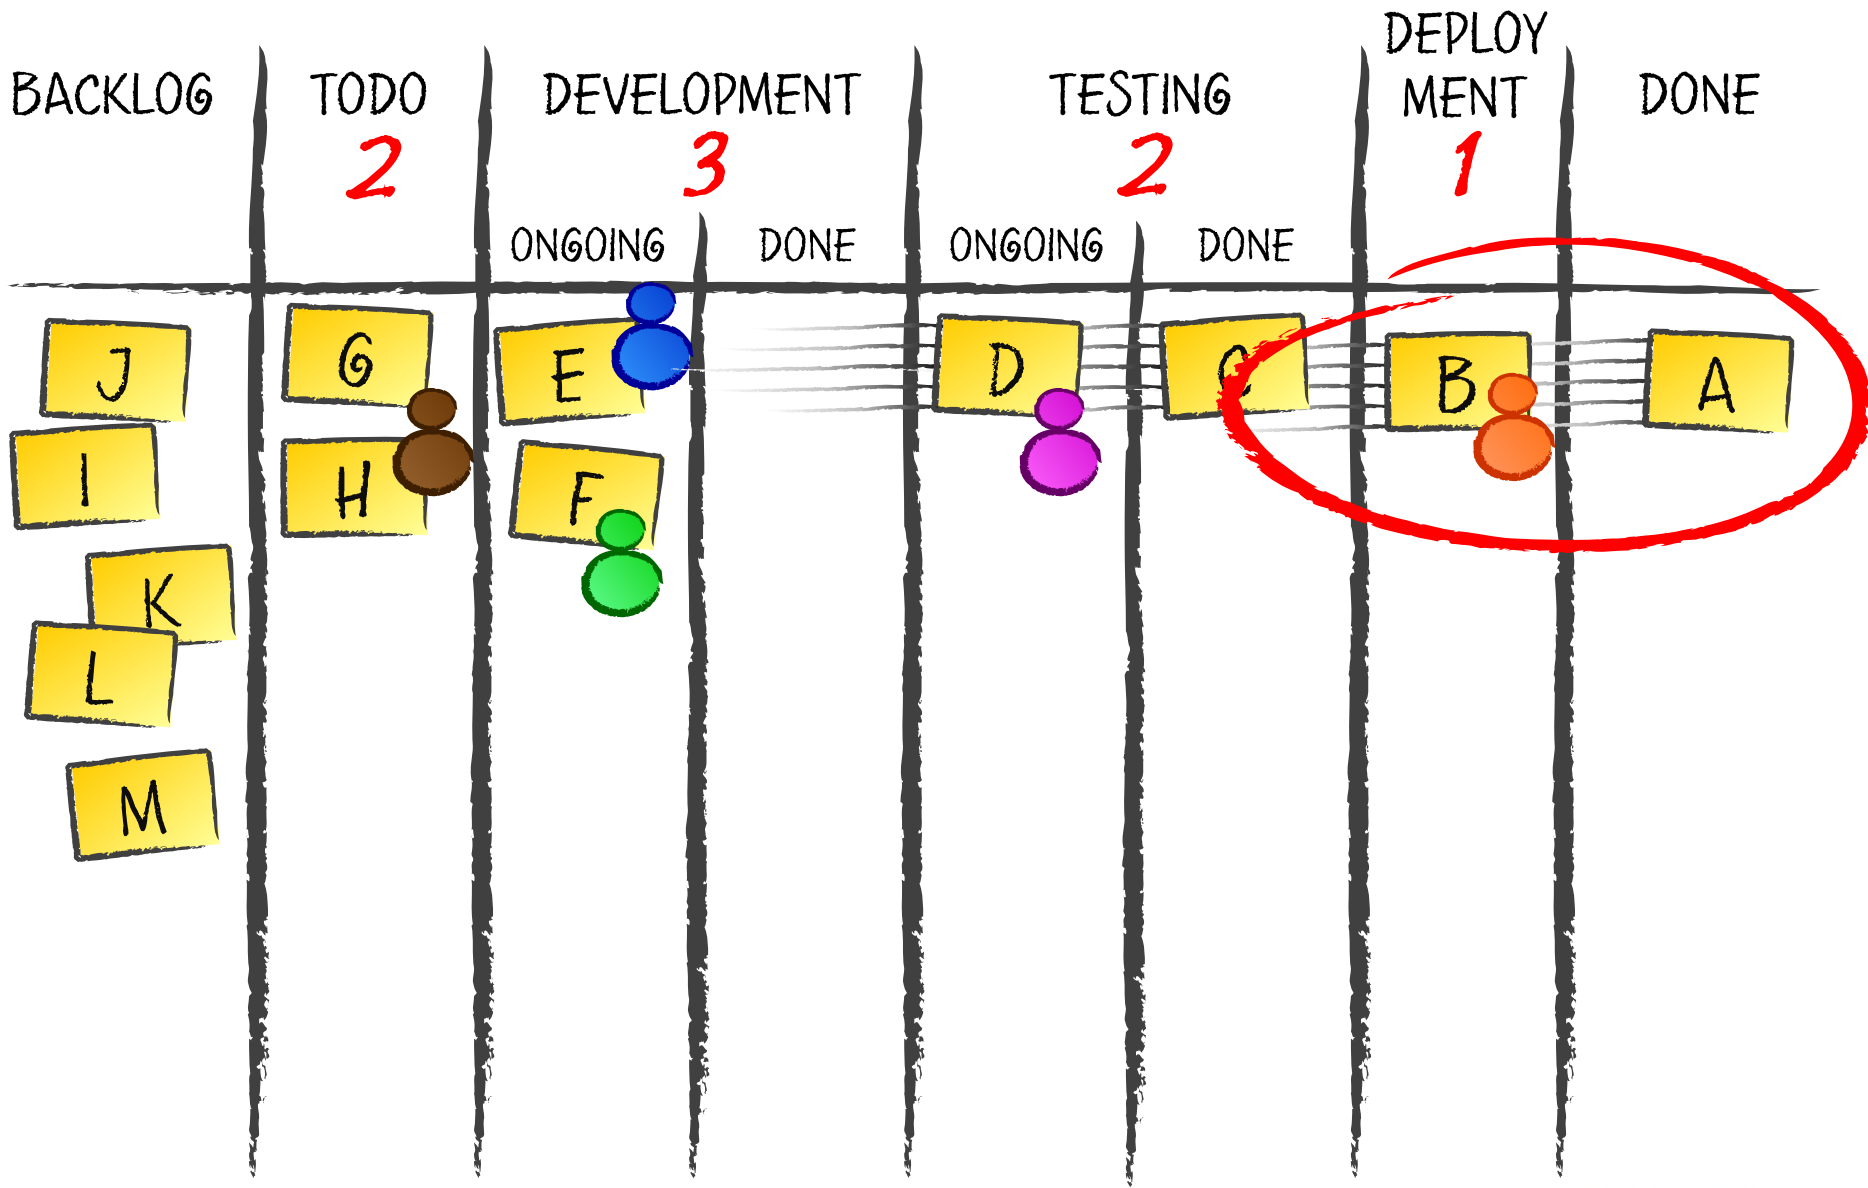 BACKLOG
TODO
2
DEVELOPMENT
3
ONGOING
DONE
TESTING
2
ONGOING
DONE
DEPLOY
MENT
1
DONE
J
I
K
L
M
G
H
E
F
D
C
B
A